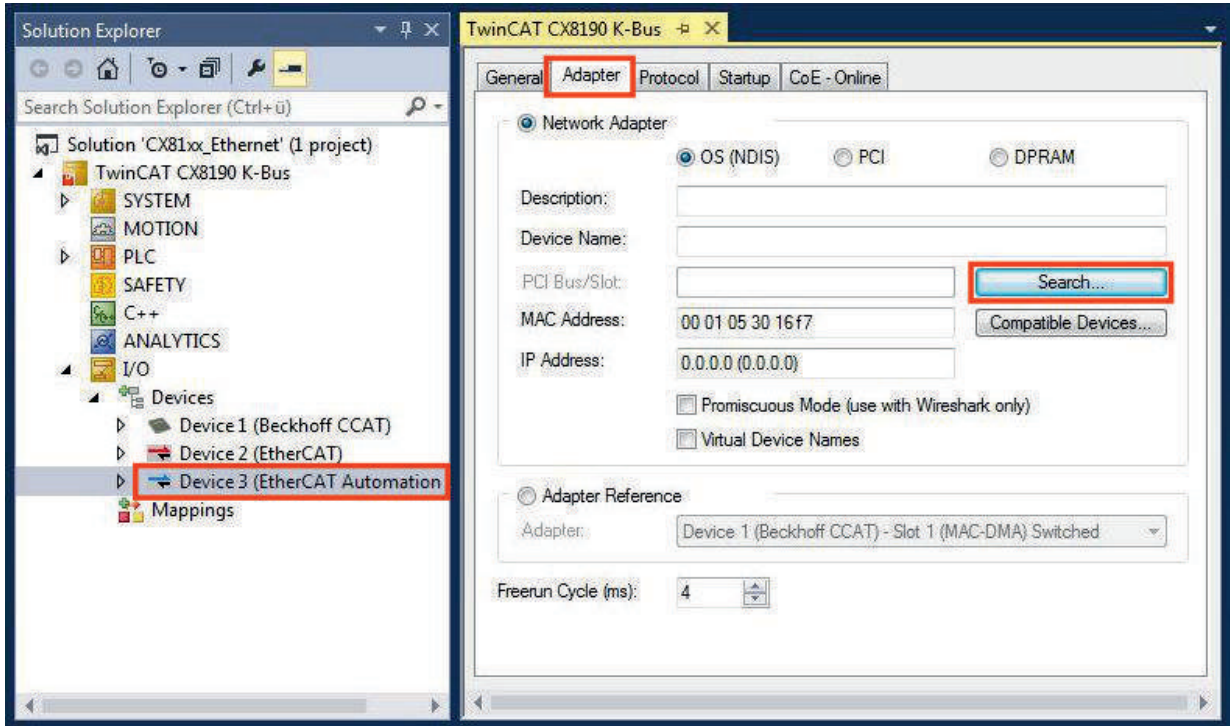 Solution Explorer
Search Solution Explorer (Ctrl+ü)
Solution 'CX81xx_Ethernet' (1 project)
TwinCAT CX8190 K-Bus
SYSTEM
MOTION
PLC
SAFETY
C++
ANALYTICS
I/O
Devices
Device 1 (Beckhoff CCAT)
Device 2 (EtherCAT)
Device 3 (EtherCAT Automation
Mappings
TwinCAT CX8190 K-Bus
General Adapter Protocol Startup CoE - Online
Network Adapter
OS (NDIS) PCI DPRAM
Description:
Device Name:
PCI Bus/Slot: Search...
MAC Address: 00 01 05 30 16 f7 Compatible Devices...
IP Address: 0.0.0.0 (0.0.0.0)
Promiscuous Mode (use with Wireshark only)
Virtual Device Names
Adapter Reference
Adapter: Device 1 (Beckhoff CCAT) - Slot 1 (MAC-DMA) Switched
Freerun Cycle (ms): 4